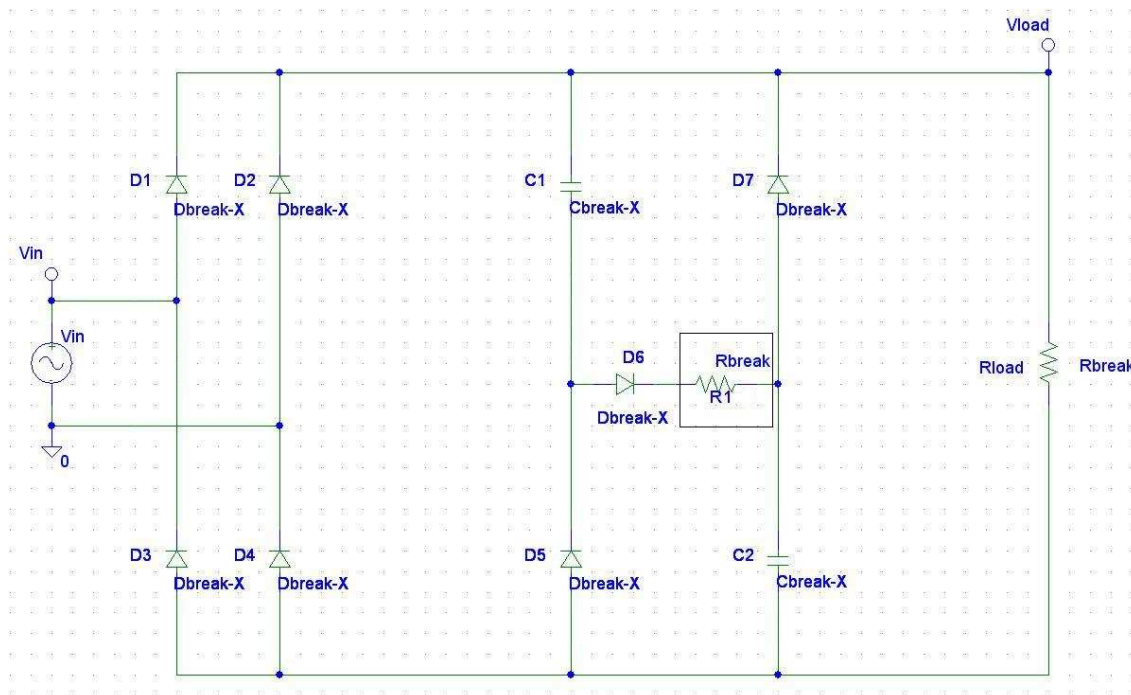 Vload
D1
Dbreak-X
D2
Dbreak-X
C1
Cbreak-X
D7
Dbreak-X
Vin
Vin
0
D6
Dbreak-X
Rbreak
R1
Rload
Rbreak
D3
Dbreak-X
D4
Dbreak-X
D5
Dbreak-X
C2
Cbreak-X